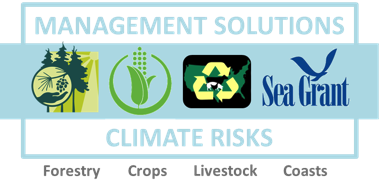 MANAGEMENT SOLUTIONS
Sea Grant
CLIMATE RISKS
Forestry Crops Livestock Coasts